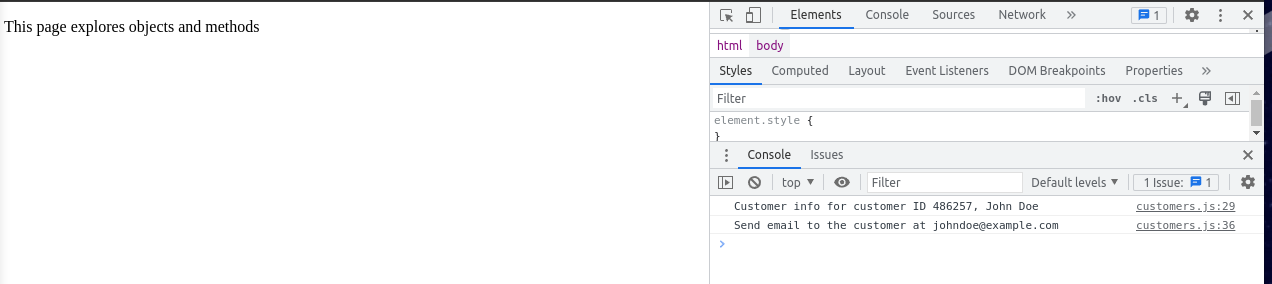 This page explores objects and methods
Elements Console Sources Network » 1
html body
Styles Computed Layout Event Listeners DOM Breakpoints Properties »
Filter :hov .cls +
element.style {
}
Console Issues
top ▼ Filter Default levels ▼ 1 Issue: 1
Customer info for customer ID 486257, John Doe customers.js:29
Send email to the customer at johndoe@example.com customers.js:36
>